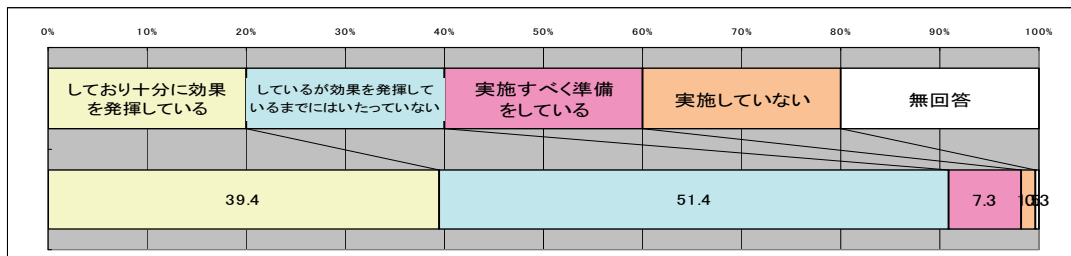 0% 10% 20% 30% 40% 50% 60% 70% 80% 90% 100%
しており十分に効果
を発揮している
しているが効果を発揮して
いるまでにはいたっていない
実施すべく準備
をしている
実施していない
無回答
39.4 51.4 7.3